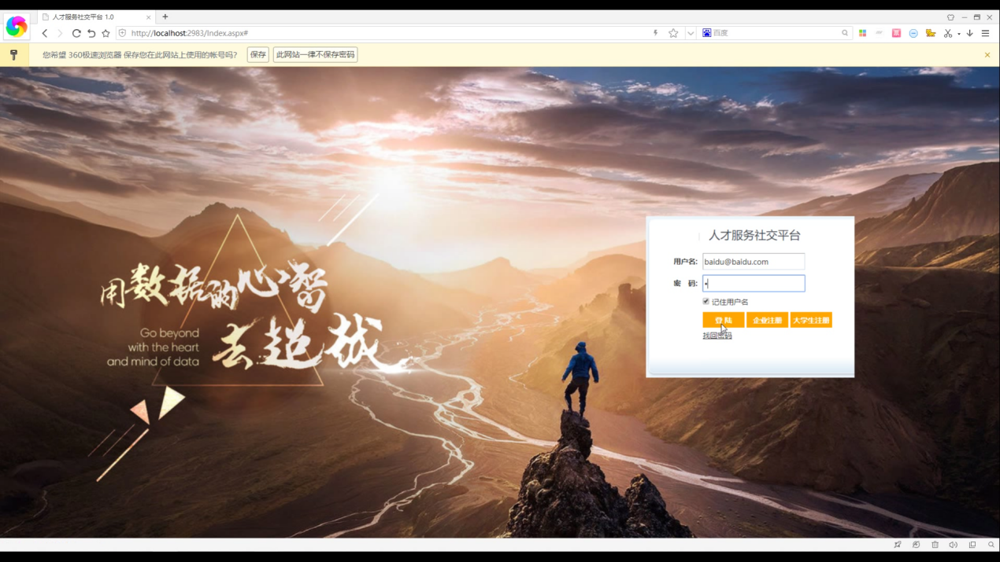 人才服务社交平台 1.0
http://localhost:2983/Index.aspx#
百度
您希望 360极速浏览器 保存您在此网站上使用的帐号吗?
保存
此网站一律不保存密码
用数据的心智
去超越
Go beyond
with the heart
and mind of data
人才服务社交平台
用户名: baidu@baidu.com
密 码:
记住用户名
登 陆
企业注册
大学生注册
找回密码